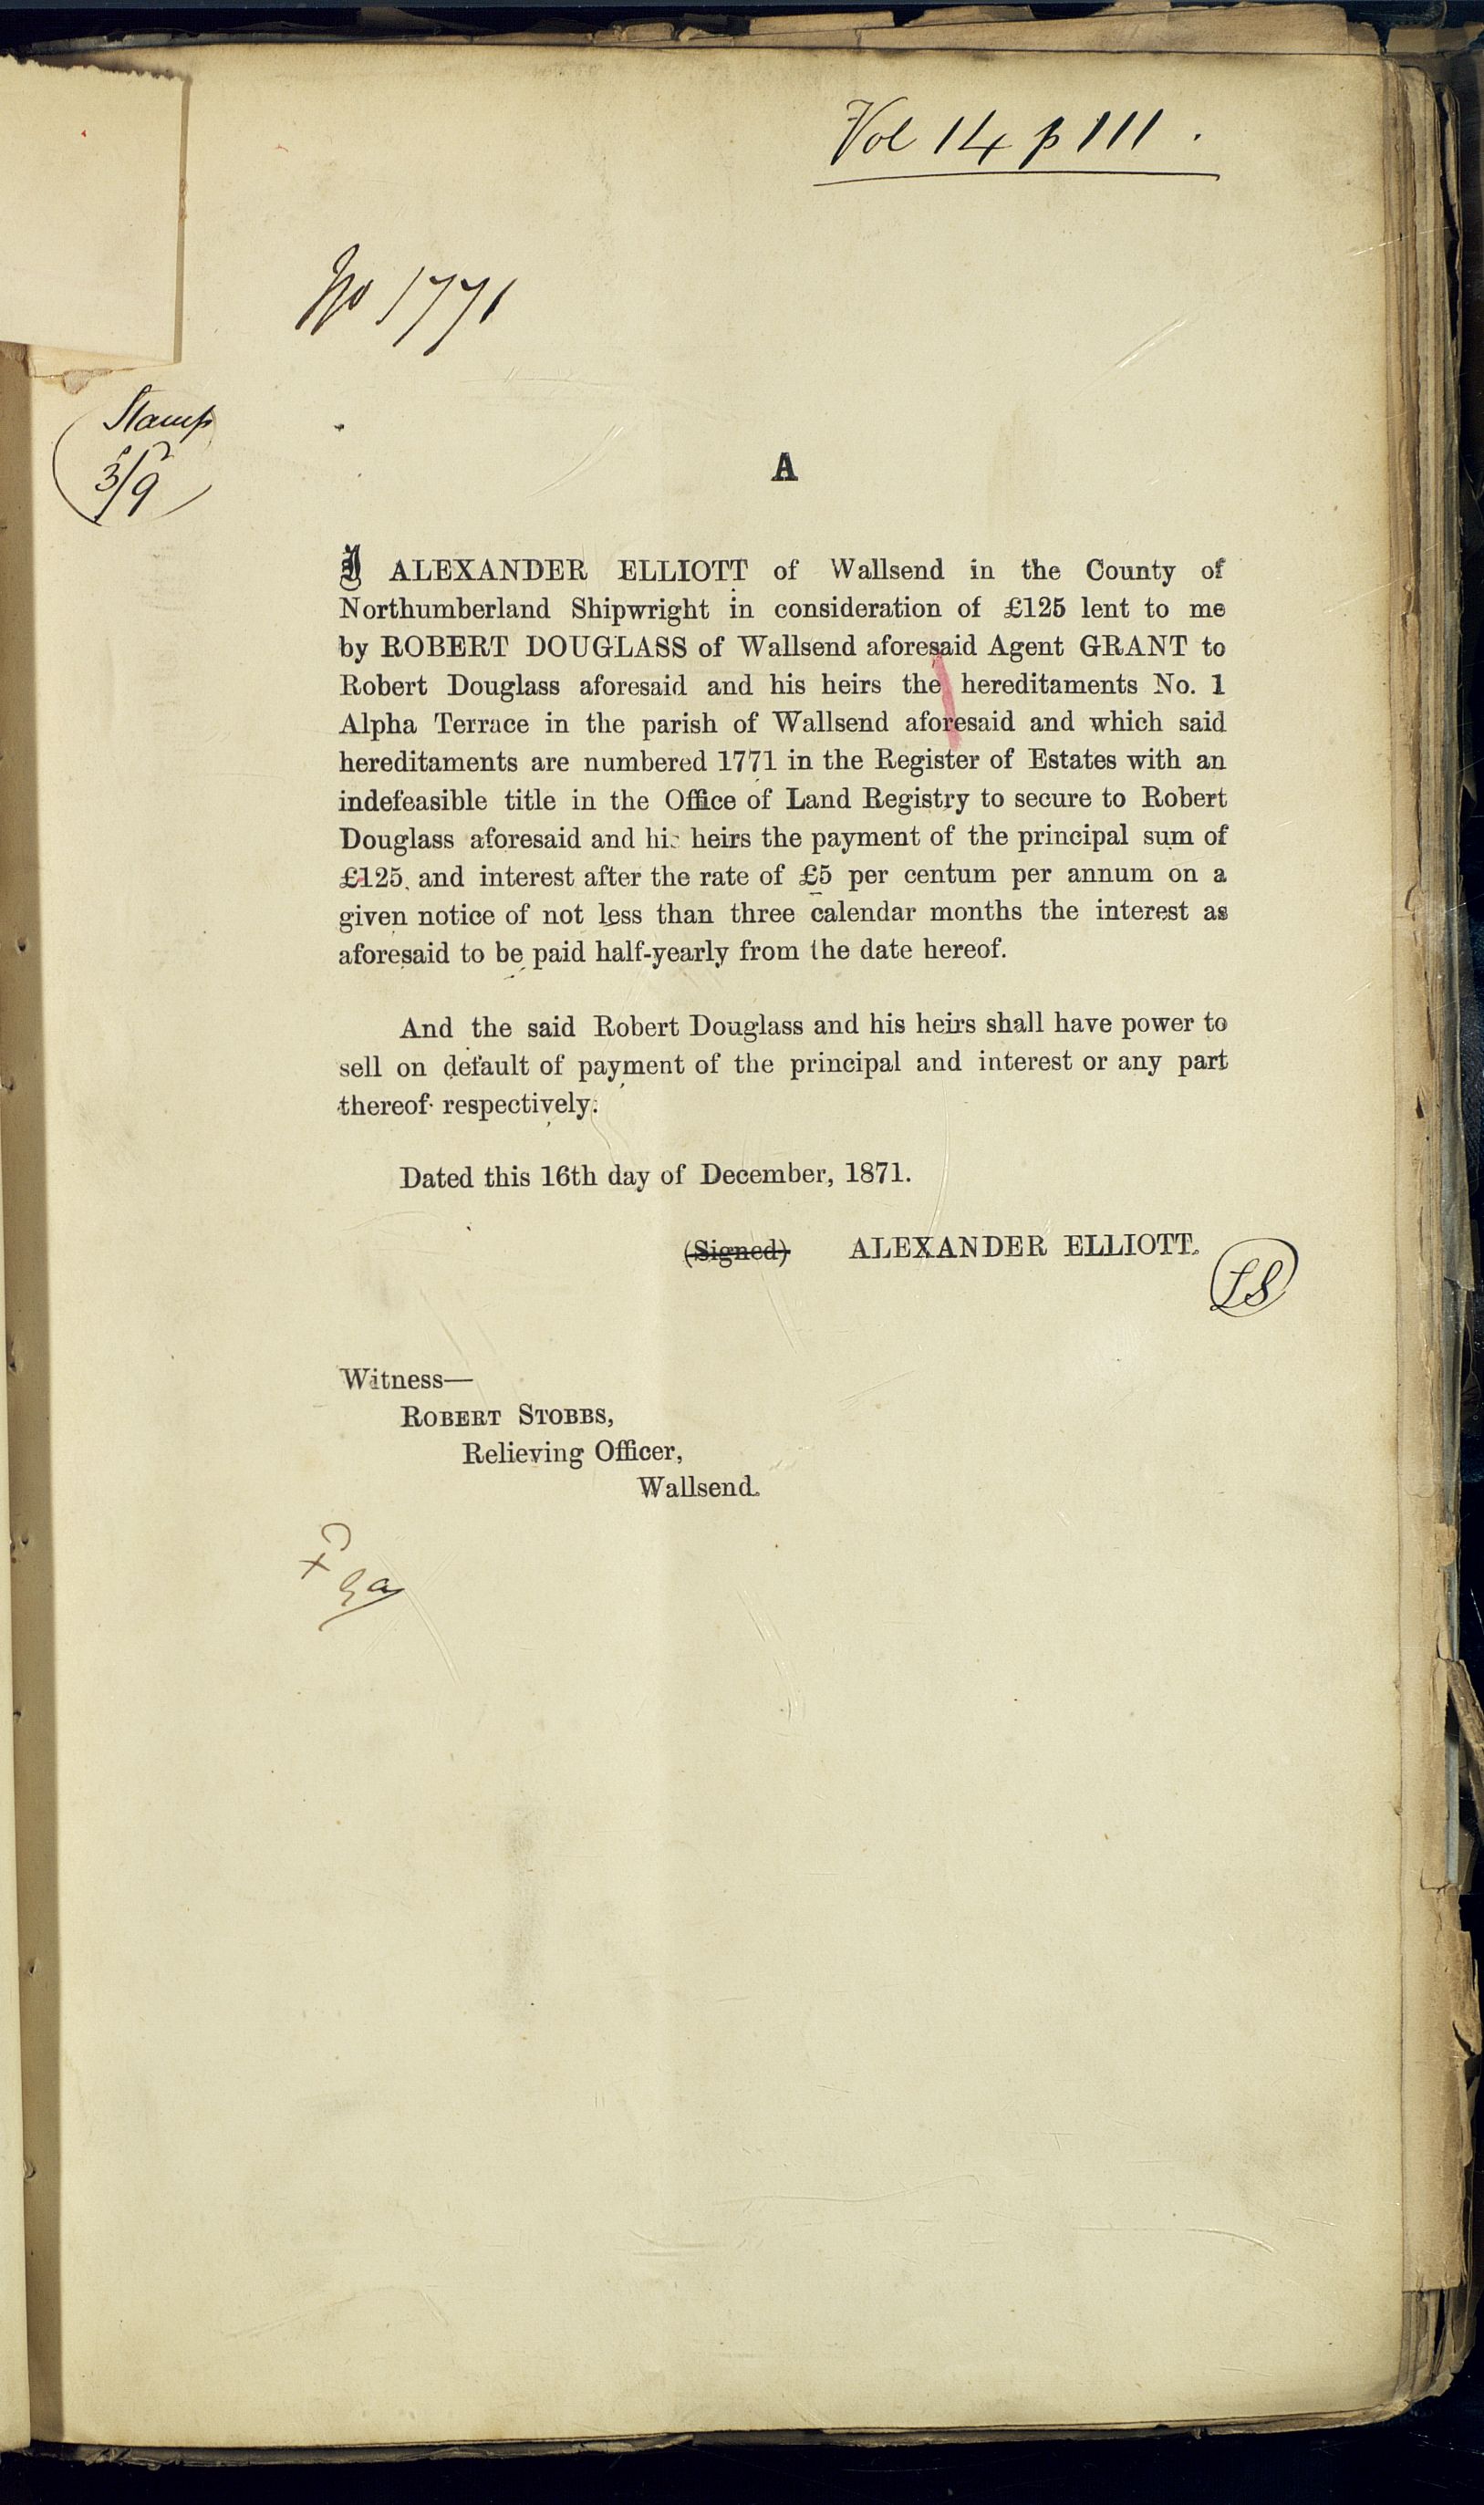 Vol 14 p 111.
No 1771
Stamp
3/9
A
I ALEXANDER ELLIOTT of Wallsend in the County of
Northumberland Shipwright in consideration of £125 lent to me
by ROBERT DOUGLASS of Wallsend aforesaid Agent GRANT to
Robert Douglass aforesaid and his heirs the hereditaments No. 1
Alpha Terrace in the parish of Wallsend aforesaid and which said
hereditaments are numbered 1771 in the Register of Estates with an
indefeasible title in the Office of Land Registry to secure to Robert
Douglass aforesaid and his heirs the payment of the principal sum of
£125, and interest after the rate of £5 per centum per annum on a
given notice of not less than three calendar months the interest as
aforesaid to be paid half-yearly from the date hereof.
And the said Robert Douglass and his heirs shall have power to
sell on default of payment of the principal and interest or any part
thereof respectively.
Dated this 16th day of December, 1871.
(Signed) ALEXANDER ELLIOTT.
LS
Witness—
ROBERT STOBBS,
Relieving Officer,
Wallsend.